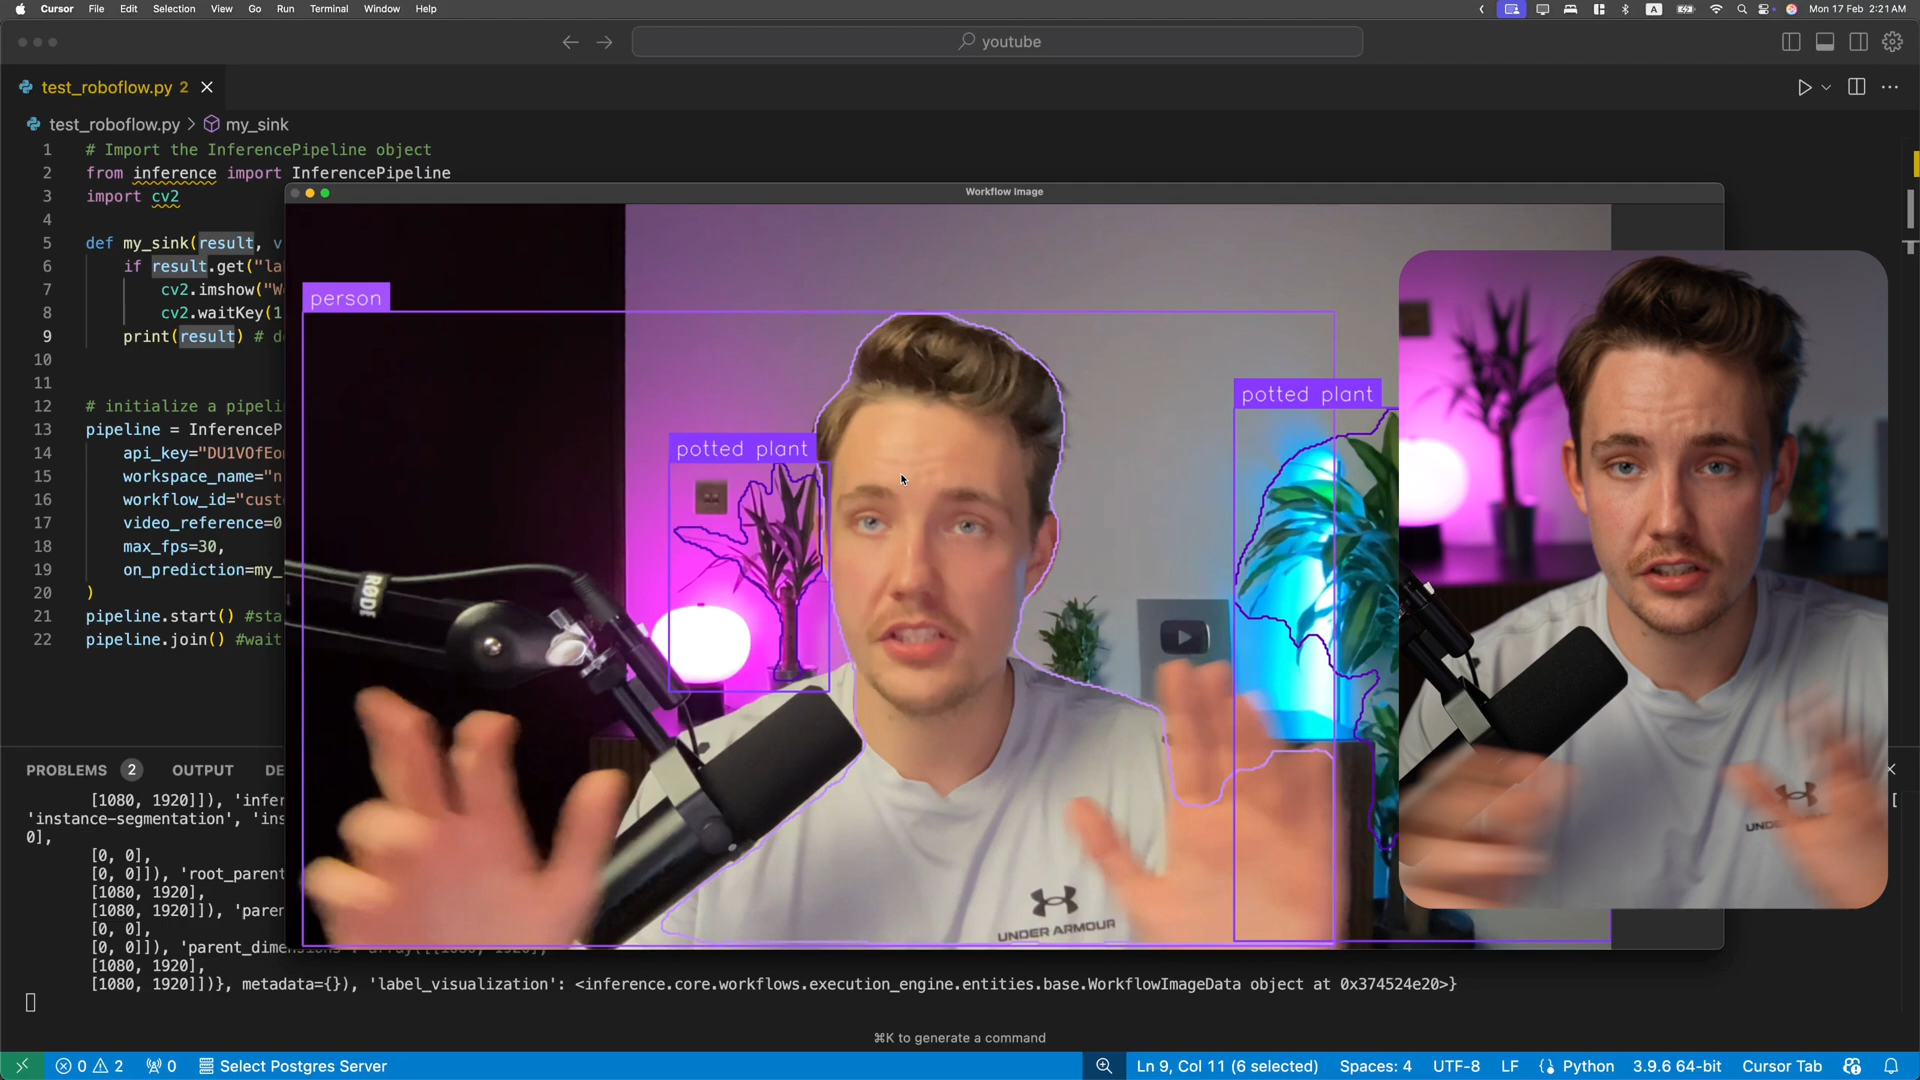 Cursor File Edit Selection View Go Run Terminal Window Help
A
Mon 17 Feb 2:21 AM
youtube
test_roboflow.py 2
test_roboflow.py > my_sink
1 # Import the InferencePipeline object
2 from inference import InferencePipeline
3 import cv2
4
5 def my_sink(result, v
6 if result.get("la
7 cv2.imshow("W
8 cv2.waitKey(1
9 print(result) # d
10
11
12 # initialize a pipeli
13 pipeline = InferenceP
14 api_key="DU1VOfEo
15 workspace_name="n
16 workflow_id="cust
17 video_reference=0
18 max_fps=30,
19 on_prediction=my_
20 )
21 pipeline.start() #sta
22 pipeline.join() #wait
Workflow Image
person
potted plant
potted plant
RØDE
UNDER ARMOUR
UNDER
PROBLEMS 2 OUTPUT DE
[1080, 1920]]), 'infer
'instance-segmentation', 'ins
0],
[0, 0],
[0, 0]]), 'root_parent
[1080, 1920],
[1080, 1920]]), 'paren
[0, 0],
[0, 0]]), 'parent_dimensions': array([[1080, 1920],
[1080, 1920],
[1080, 1920]])}, metadata={}), 'label_visualization': <inference.core.workflows.execution_engine.entities.base.WorkflowImageData object at 0x374524e20>}
[
⌘K to generate a command
0 2 0 Select Postgres Server
Ln 9, Col 11 (6 selected) Spaces: 4 UTF-8 LF Python 3.9.6 64-bit Cursor Tab